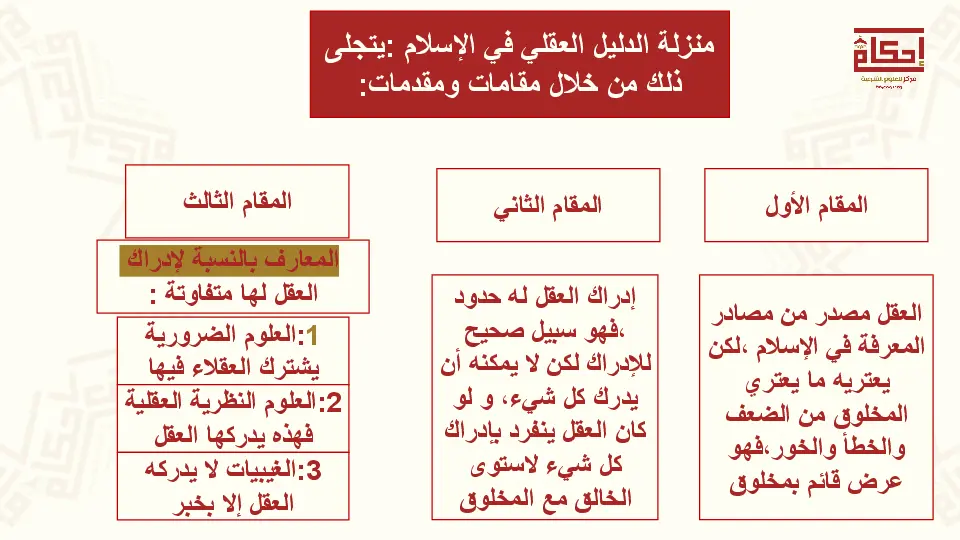 منزلة الدليل العقلي في الإسلام :يتجلى
ذلك من خلال مقامات ومقدمات:
إحكام
مركز للعلوم الشرعية
المقام الأول
العقل مصدر من مصادر
المعرفة في الإسلام ،لكن
يعتريه ما يعتري
المخلوق من الضعف
والخطأ والخور،فهو
عرض قائم بمخلوق
المقام الثاني
إدراك العقل له حدود
،فهو سبيل صحيح
للإدراك لكن لا يمكنه أن
يدرك كل شيء، و لو
كان العقل ينفرد بإدراك
كل شيء لاستوى
الخالق مع المخلوق
المقام الثالث
المعارف بالنسبة لإدراك
العقل لها متفاوتة :
1:العلوم الضرورية
يشترك العقلاء فيها
2:العلوم النظرية العقلية
فهذه يدركها العقل
3:الغيبيات لا يدركه
العقل إلا بخبر